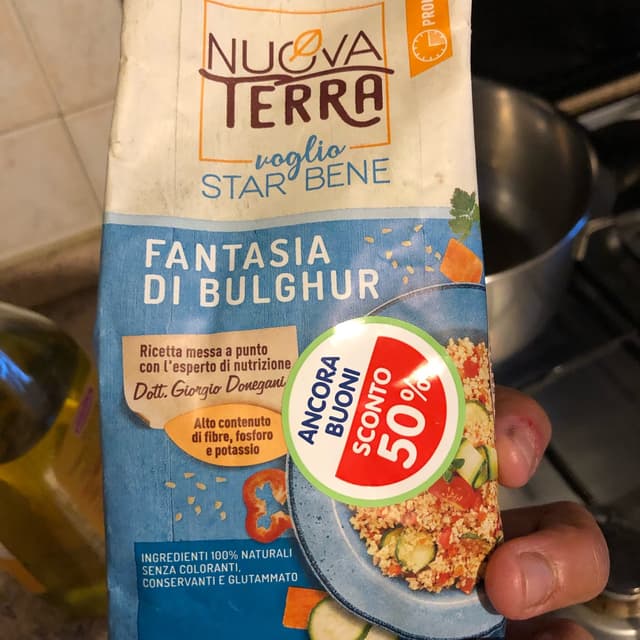 NUOVA
TERRA
voglio
STAR BENE
FANTASIA
DI BULGHUR
Ricetta messa a punto
con l'esperto di nutrizione
Dott. Giorgio Donegani
Alto contenuto
di fibre, fosforo
e potassio
ANCORA
BUONI
SCONTO
50%
INGREDIENTI 100% NATURALI
SENZA COLORANTI,
CONSERVANTI E GLUTAMMATO